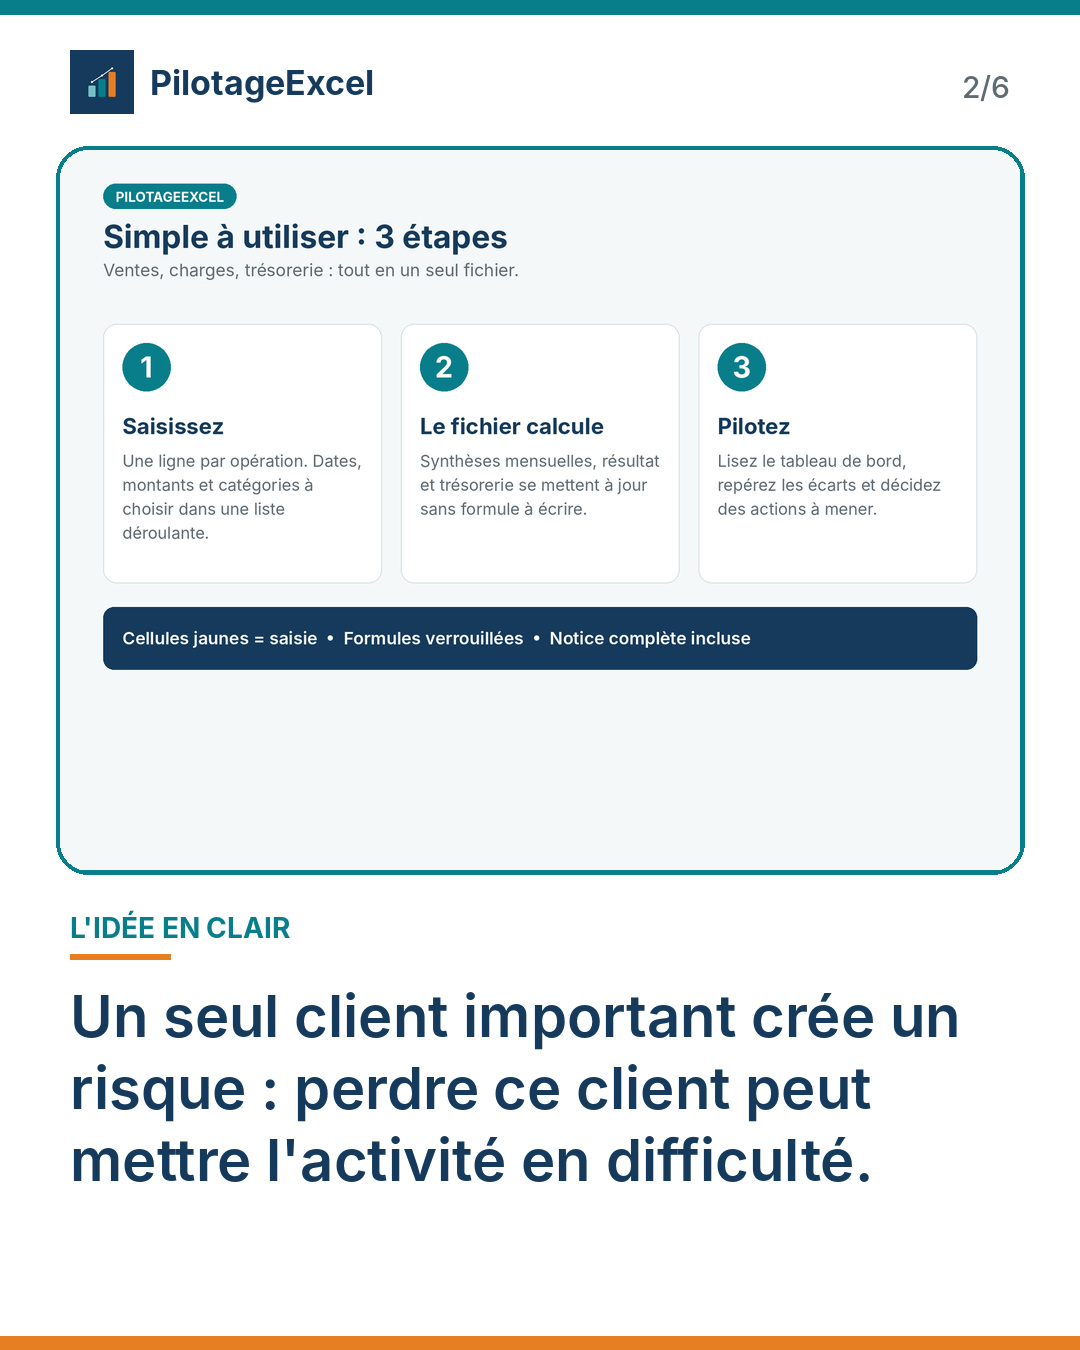 PilotageExcel
2/6
PILOTAGEEXCEL
Simple à utiliser : 3 étapes
Ventes, charges, trésorerie : tout en un seul fichier.
1
Saisissez
Une ligne par opération. Dates,
montants et catégories à
choisir dans une liste
déroulante.
2
Le fichier calcule
Synthèses mensuelles, résultat
et trésorerie se mettent à jour
sans formule à écrire.
3
Pilotez
Lisez le tableau de bord,
repérez les écarts et décidez
des actions à mener.
Cellules jaunes = saisie • Formules verrouillées • Notice complète incluse
L'IDÉE EN CLAIR
Un seul client important crée un
risque : perdre ce client peut
mettre l'activité en difficulté.